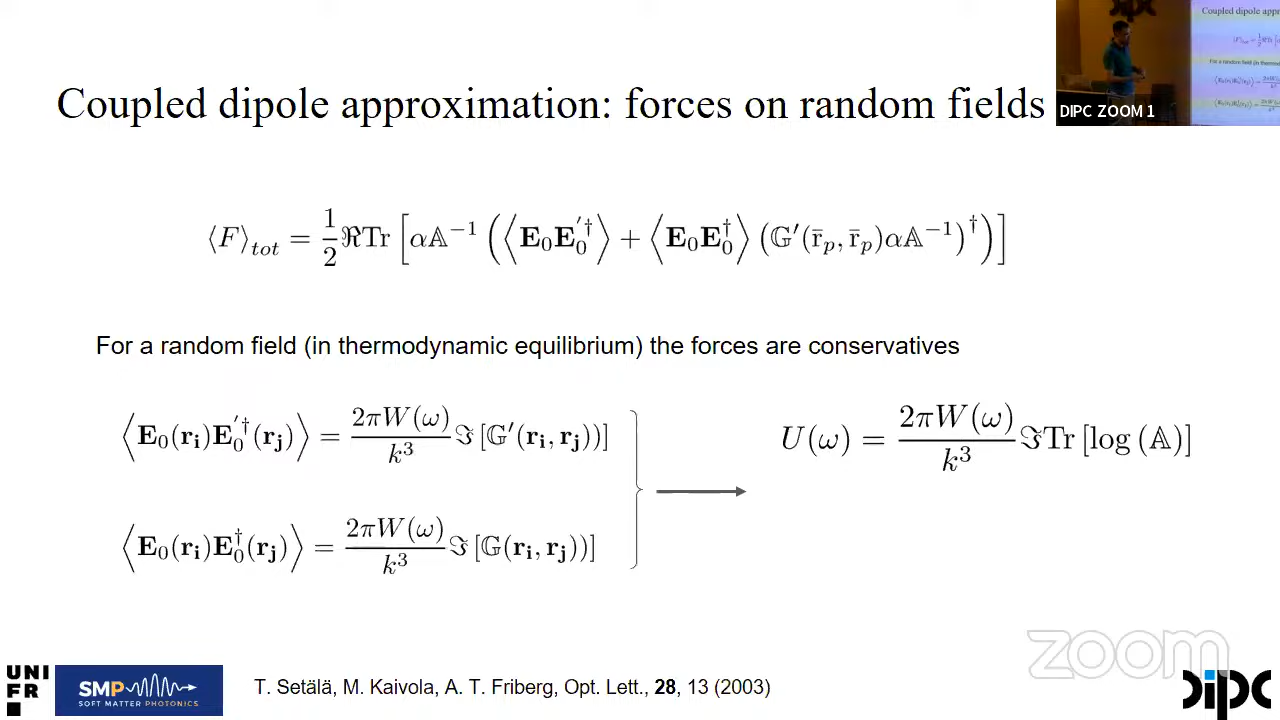 Coupled dipole approximation: forces on random fields
DIPC ZOOM 1
⟨F⟩_tot = 1/2 ℜTr [α𝔸⁻¹ (⟨E₀E₀′†⟩ + ⟨E₀E₀†⟩ (𝔾′(r̄_p, r̄_p)α𝔸⁻¹)†)]
For a random field (in thermodynamic equilibrium) the forces are conservatives
⟨E₀(r_i)E₀′†(r_j)⟩ = 2πW(ω)/k³ ℑ [𝔾′(r_i, r_j))]
U(ω) = 2πW(ω)/k³ ℑTr [log (𝔸)]
⟨E₀(r_i)E₀†(r_j)⟩ = 2πW(ω)/k³ ℑ [𝔾(r_i, r_j))]
zoom
UNI
FR
SMP
SOFT MATTER PHOTONICS
T. Setälä, M. Kaivola, A. T. Friberg, Opt. Lett., 28, 13 (2003)
dipc